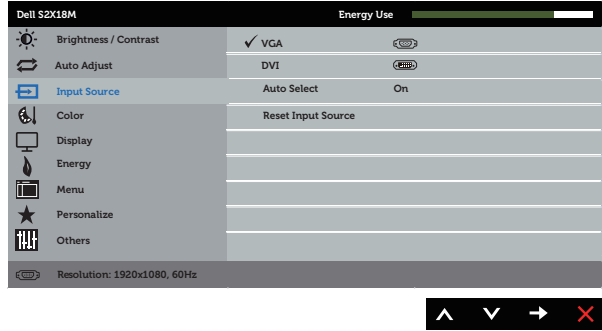 Dell S2X18M Energy Use
Brightness / Contrast VGA
Auto Adjust DVI
Input Source Auto Select On
Color Reset Input Source
Display
Energy
Menu
Personalize
Others
Resolution: 1920x1080, 60Hz